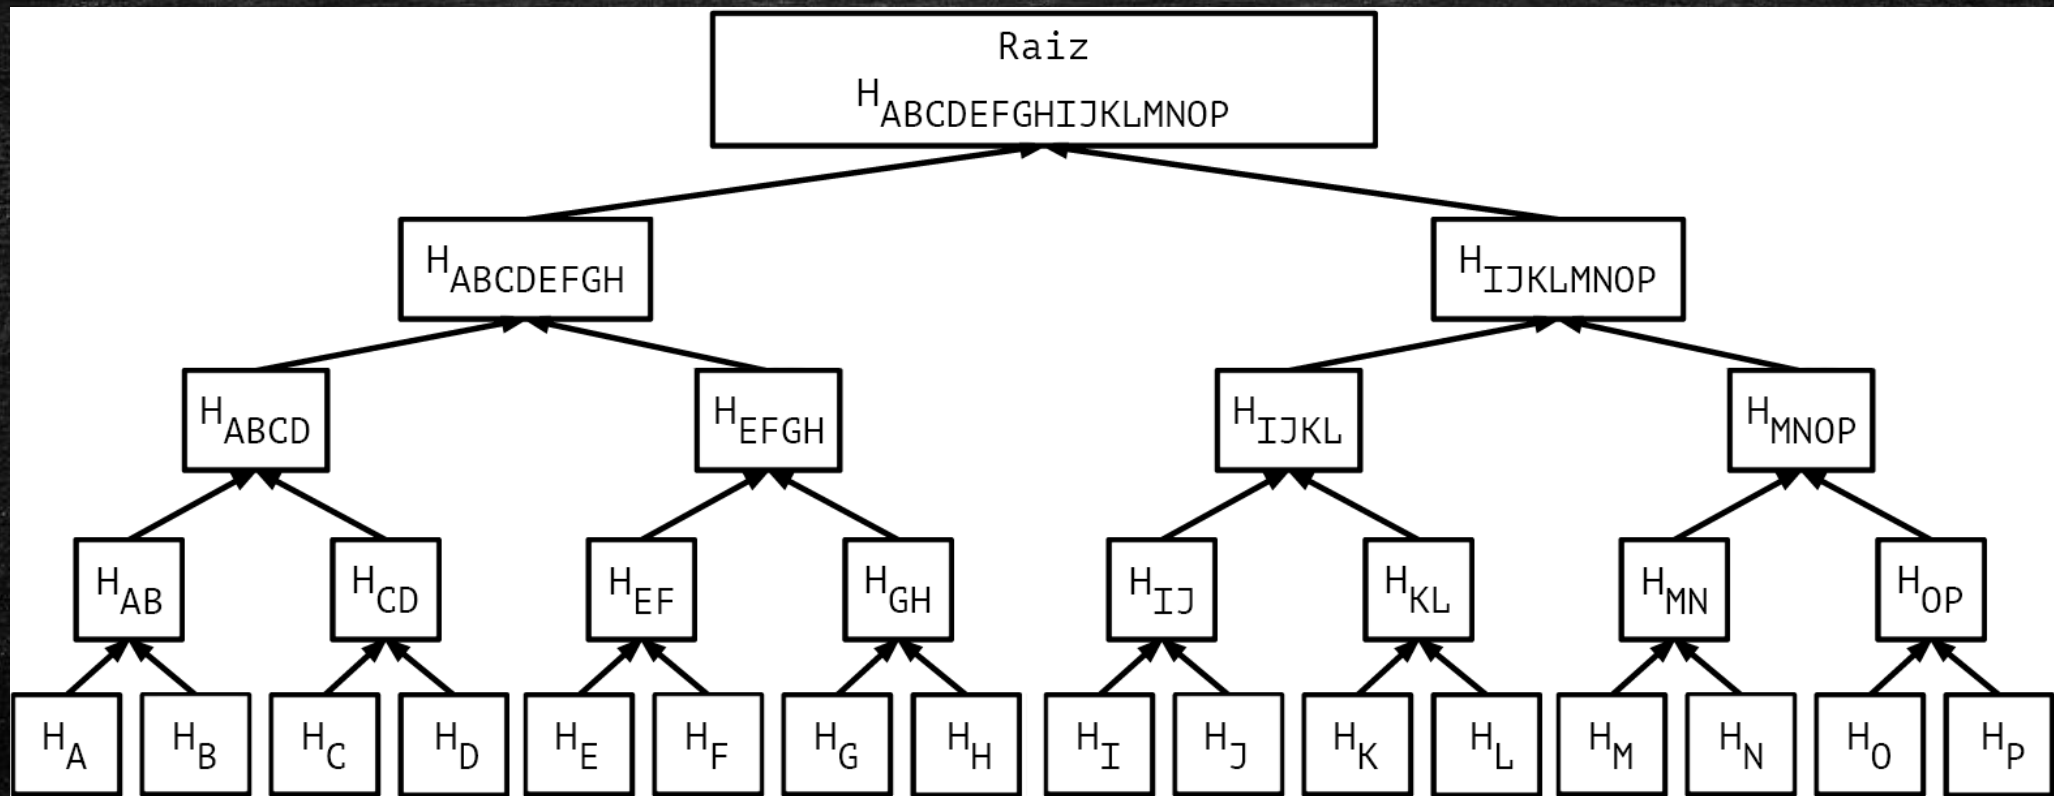 Raiz
HABCDEFGHIJKLMNOP
HABCDEFGH
HIJKLMNOP
HABCD
HEFGH
HIJKL
HMNOP
HAB
HCD
HEF
HGH
HIJ
HKL
HMN
HOP
HA
HB
HC
HD
HE
HF
HG
HH
HI
HJ
HK
HL
HM
HN
HO
HP